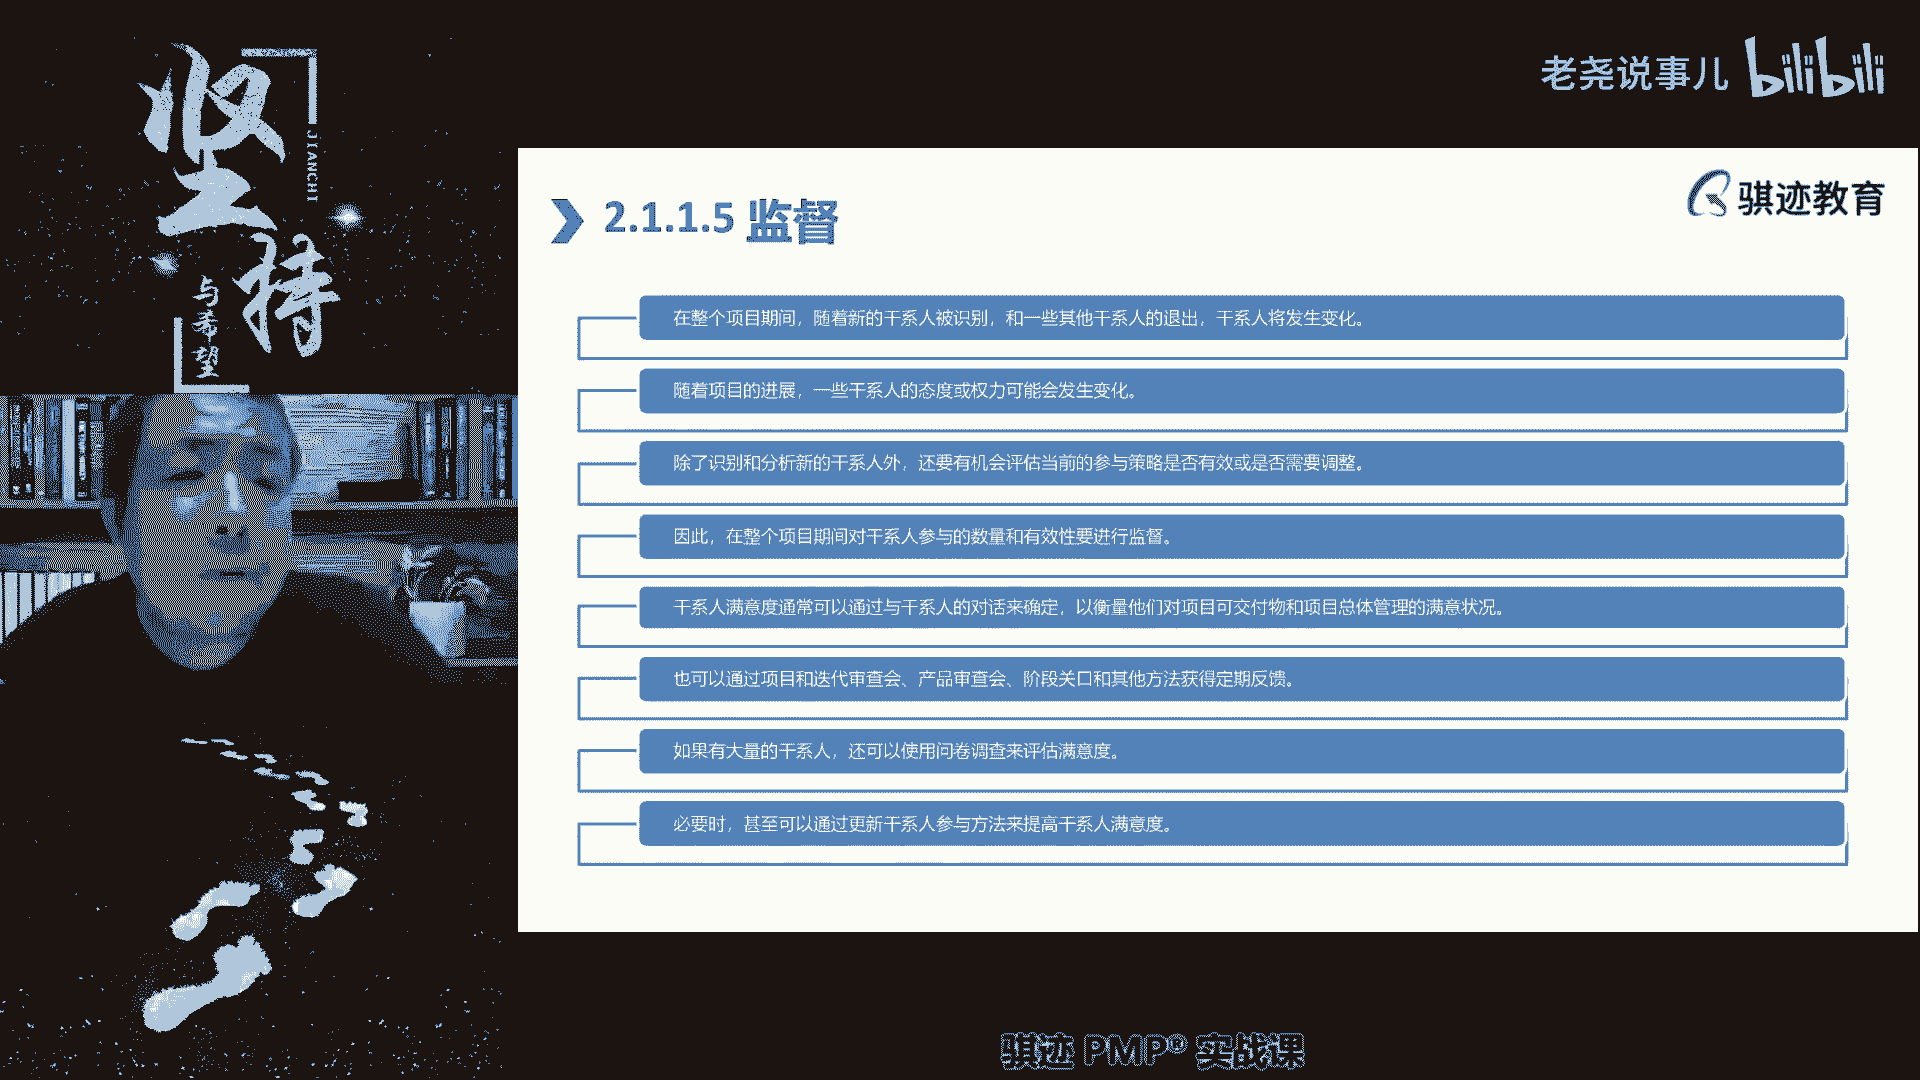 坚持
JIANCHI
与希望
老尧说事儿 bilibili
骐迹教育
2.1.1.5 监督
在整个项目期间，随着新的干系人被识别，和一些其他干系人的退出，干系人将发生变化。
随着项目的进展，一些干系人的态度或权力可能会发生变化。
除了识别和分析新的干系人外，还要有机会评估当前的参与策略是否有效或是否需要调整。
因此，在整个项目期间对干系人参与的数量和有效性要进行监督。
干系人满意度通常可以通过与干系人的对话来确定，以衡量他们对项目可交付物和项目总体管理的满意状况。
也可以通过项目和迭代审查会、产品审查会、阶段关口和其他方法获得定期反馈。
如果有大量的干系人，还可以使用问卷调查来评估满意度。
必要时，甚至可以通过更新干系人参与方法来提高干系人满意度。
骐迹 PMP® 实战课